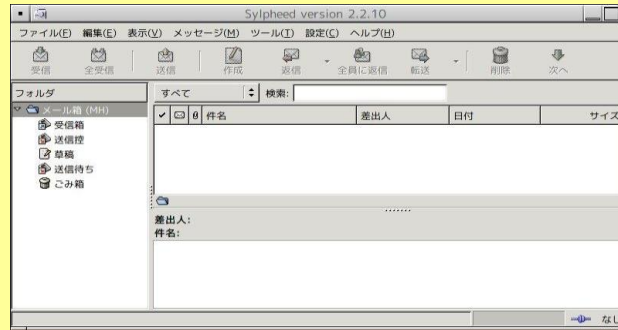 Sylpheed version 2.2.10
ファイル(F) 編集(E) 表示(V) メッセージ(M) ツール(T) 設定(C) ヘルプ(H)
受信 全受信 送信 作成 返信 全員に返信 転送 削除 次へ
フォルダ すべて 検索:
メール箱 (MH) 件名 差出人 日付 サイズ
受信箱
送信控
草稿
送信待ち
ごみ箱
差出人:
件名:
なし